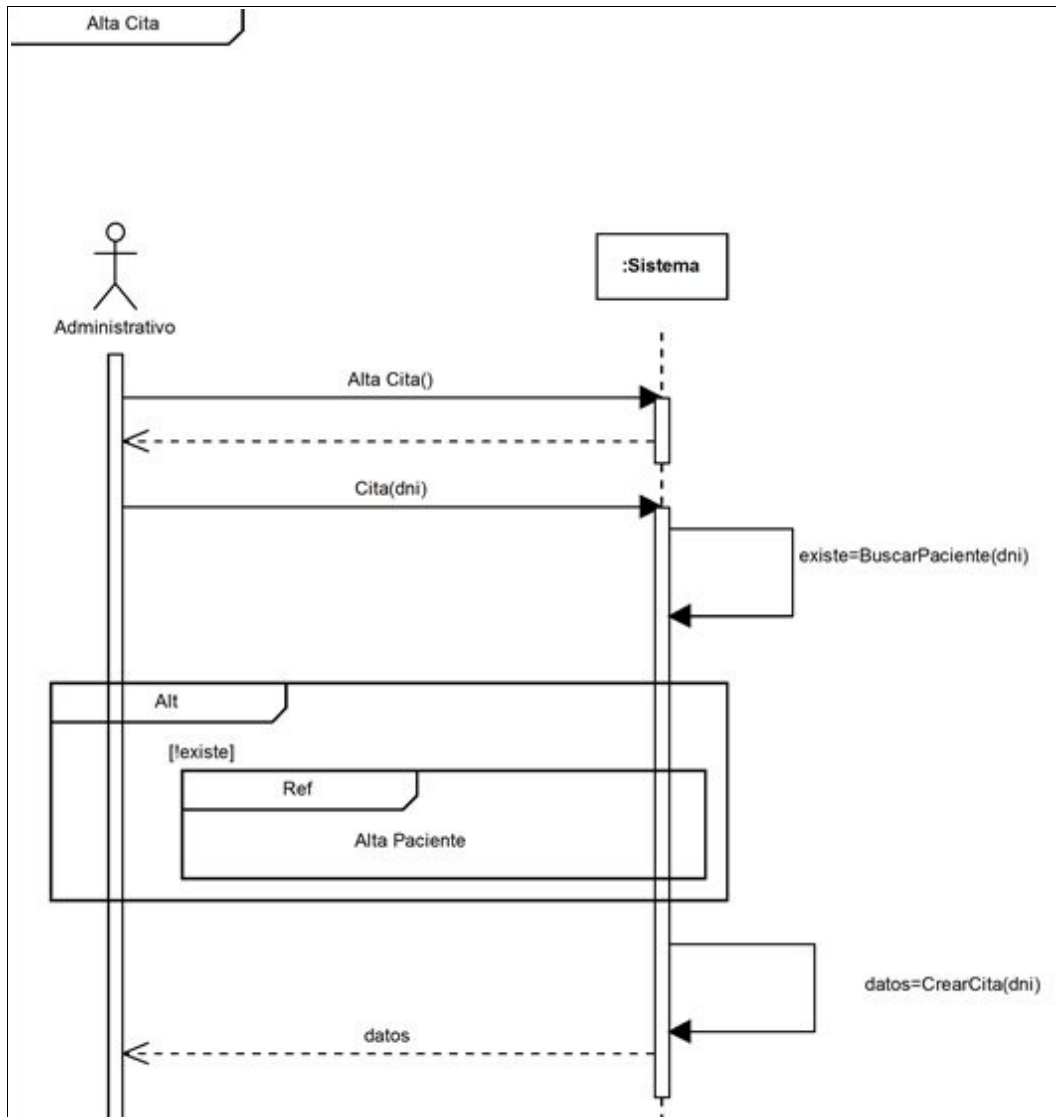 Alta Cita
:Sistema
Administrativo
Alta Cita()
Cita(dni)
existe=BuscarPaciente(dni)
Alt
[!existe]
Ref
Alta Paciente
datos=CrearCita(dni)
datos